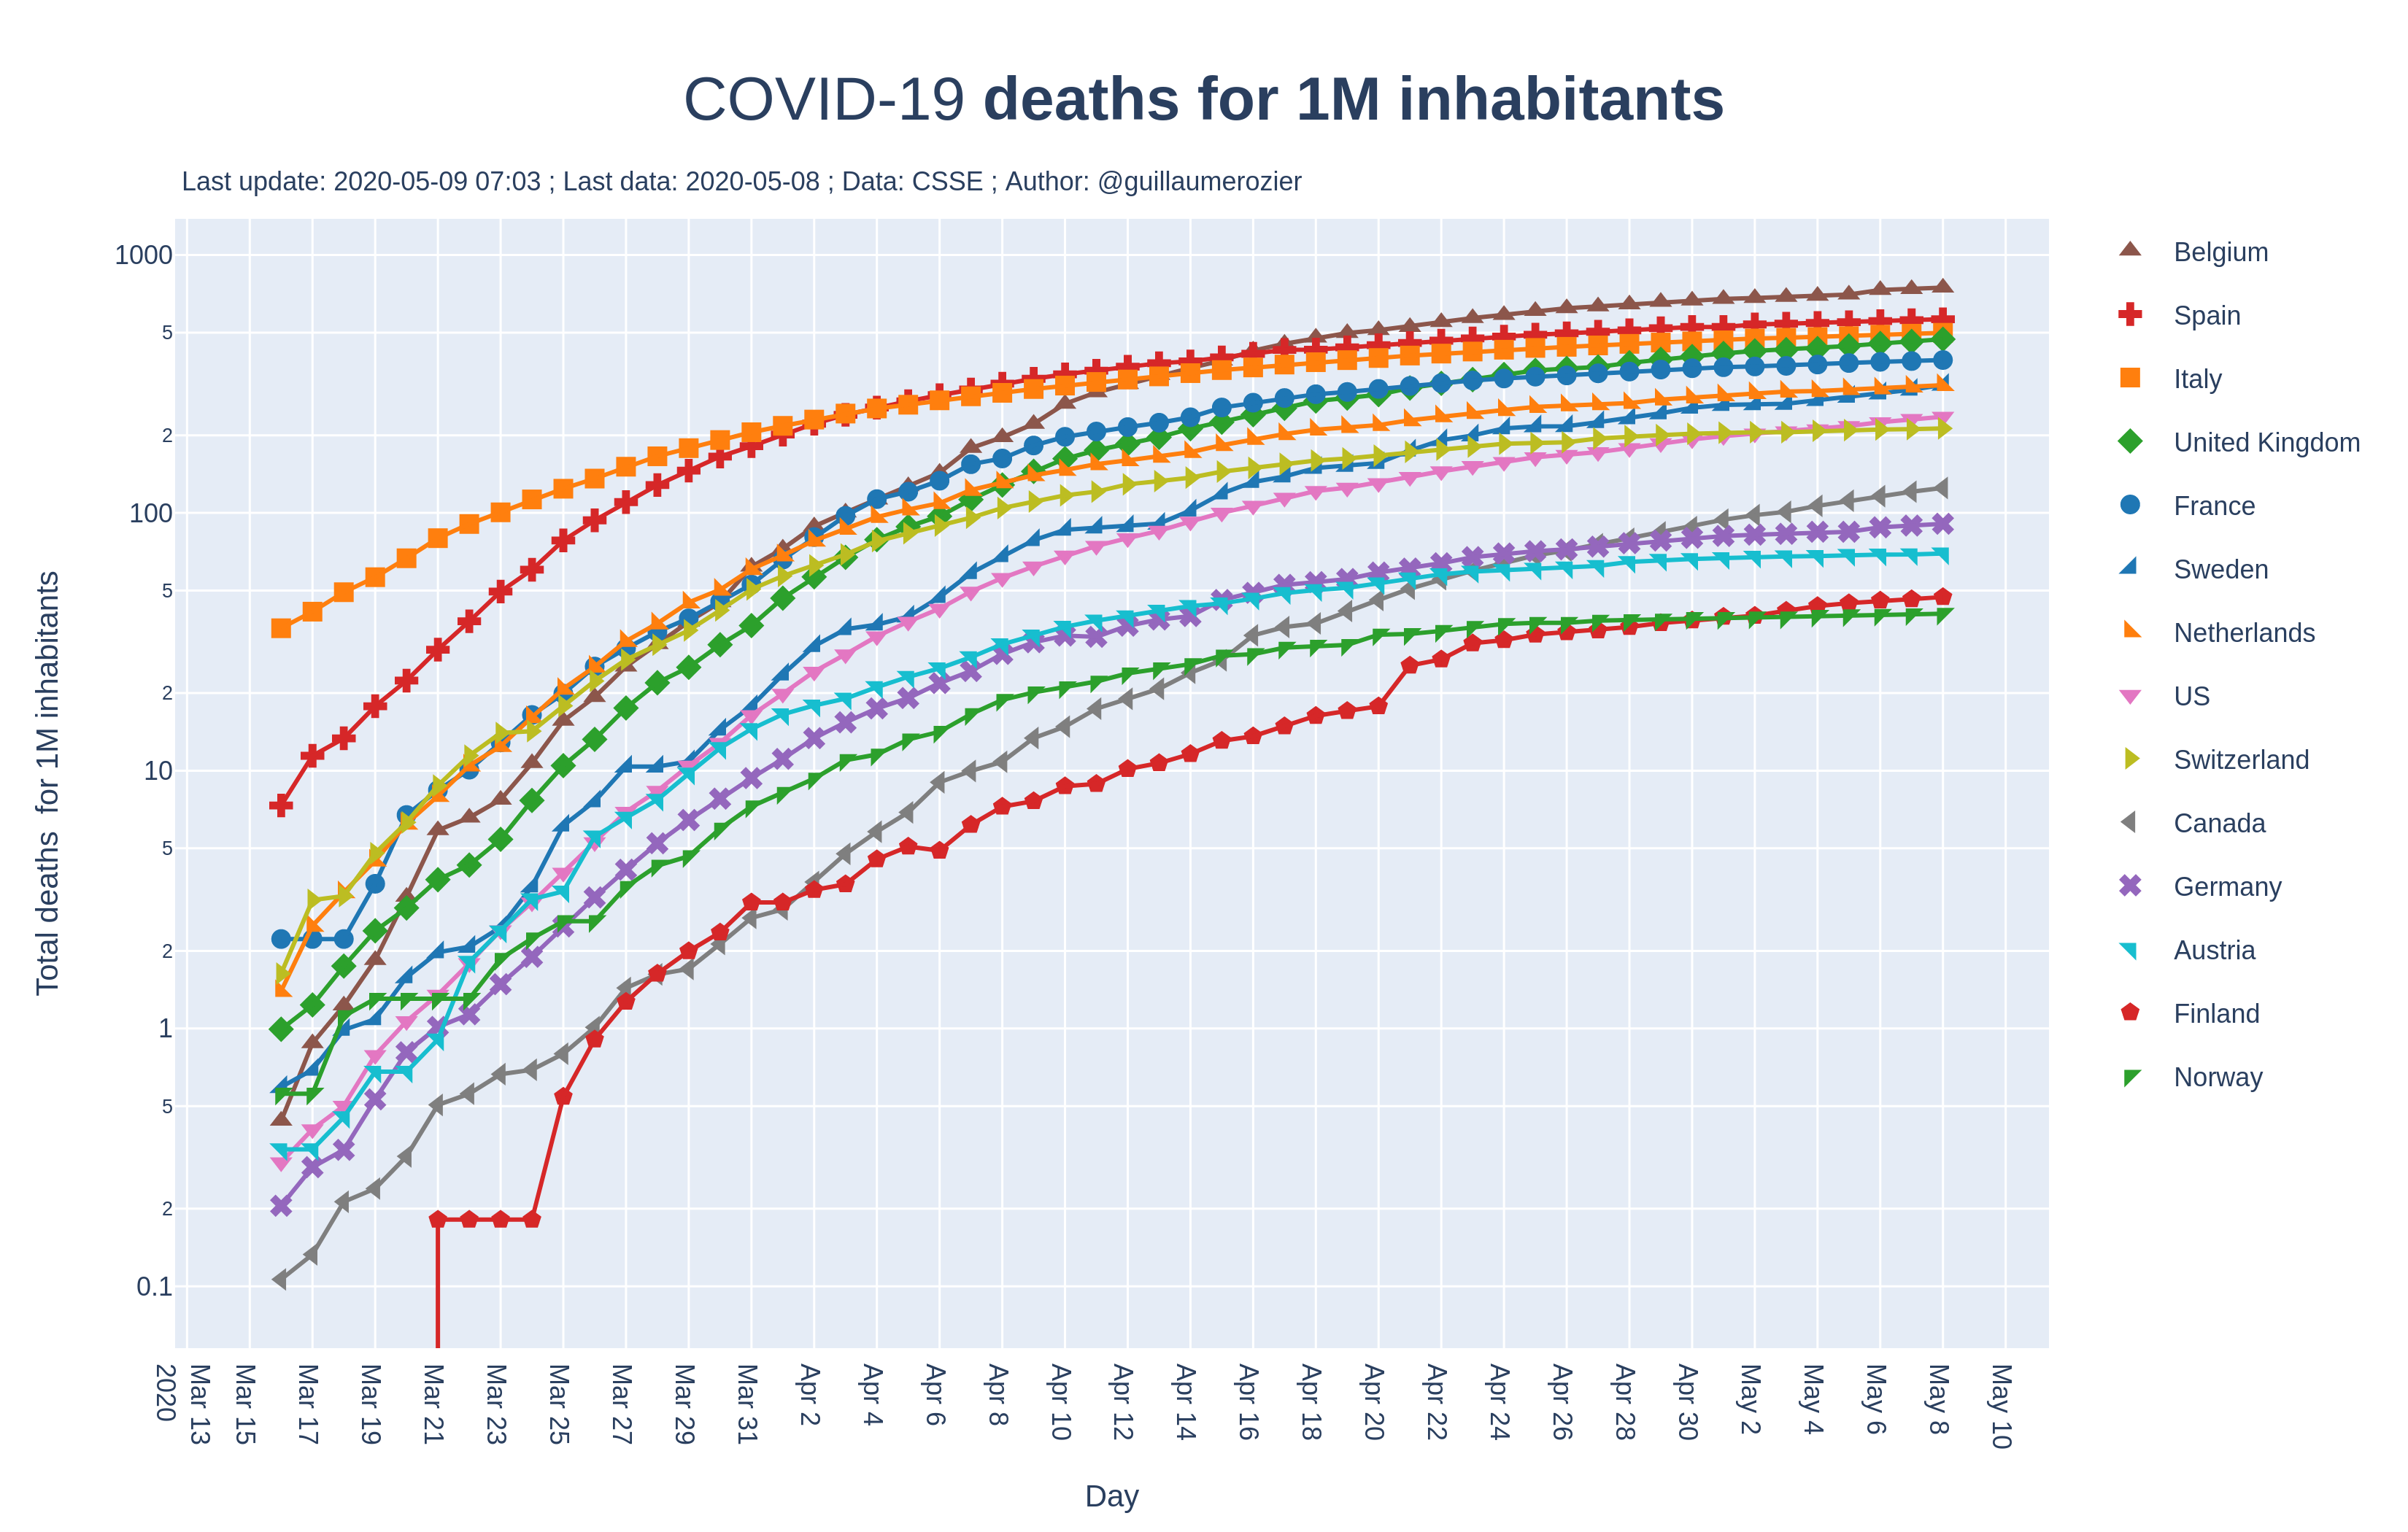 COVID-19 deaths for 1M inhabitants
Last update: 2020-05-09 07:03 ; Last data: 2020-05-08 ; Data: CSSE ; Author: @guillaumerozier
Total deaths for 1M inhabitants
1000
5
2
100
5
2
10
5
2
1
5
2
0.1
Mar 13
2020
Mar 15
Mar 17
Mar 19
Mar 21
Mar 23
Mar 25
Mar 27
Mar 29
Mar 31
Apr 2
Apr 4
Apr 6
Apr 8
Apr 10
Apr 12
Apr 14
Apr 16
Apr 18
Apr 20
Apr 22
Apr 24
Apr 26
Apr 28
Apr 30
May 2
May 4
May 6
May 8
May 10
Day
Belgium
Spain
Italy
United Kingdom
France
Sweden
Netherlands
US
Switzerland
Canada
Germany
Austria
Finland
Norway